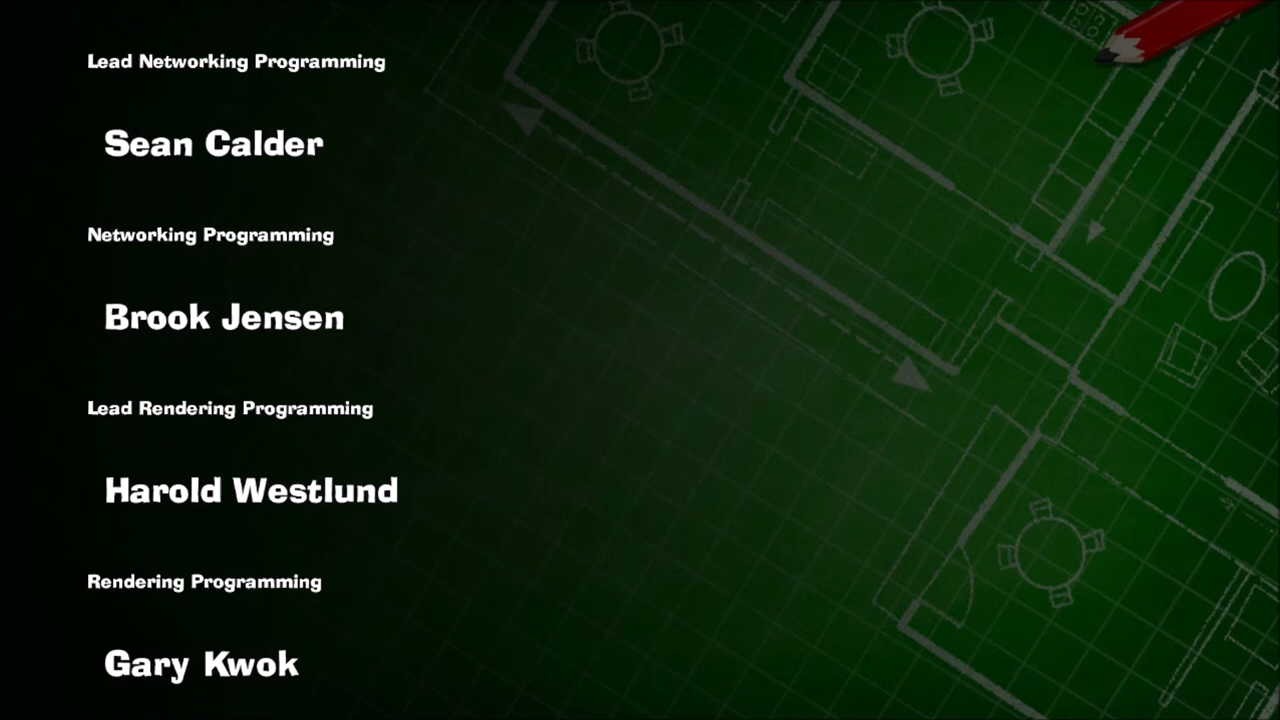 Lead Networking Programming
Sean Calder
Networking Programming
Brook Jensen
Lead Rendering Programming
Harold Westlund
Rendering Programming
Gary Kwok